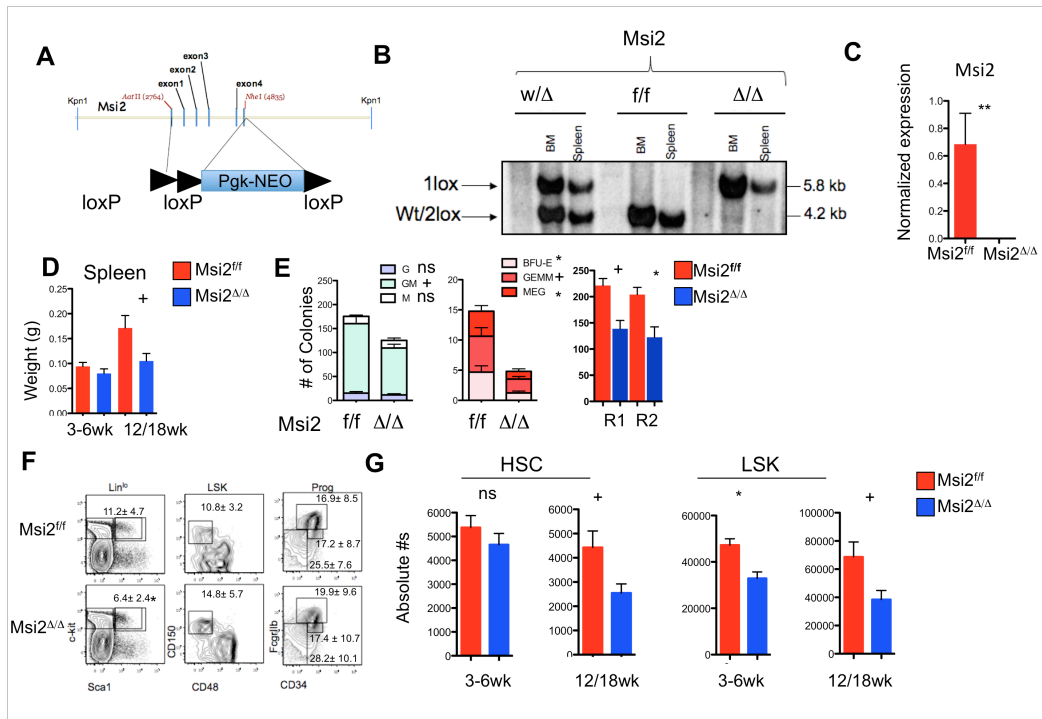 A
exon3
exon2
exon1
exon4
AatII (2764)
NheI (4835)
Kpn1
Msi2
Kpn1
Pgk-NEO
loxP
loxP
loxP
B
Msi2
w/Δ
f/f
Δ/Δ
BM
Spleen
BM
Spleen
BM
Spleen
1lox
5.8 kb
Wt/2lox
4.2 kb
C
Msi2
**
Normalized expression
1.0
0.8
0.6
0.4
0.2
0.0
Msi2f/f
Msi2Δ/Δ
D
Spleen
Msi2f/f
Msi2Δ/Δ
+
Weight (g)
0.25
0.20
0.15
0.10
0.05
0.00
3-6wk
12/18wk
E
G ns
GM +
M ns
# of Colonies
250
200
150
100
50
0
Msi2
f/f
Δ/Δ
BFU-E *
GEMM +
MEG *
20
15
10
5
0
f/f
Δ/Δ
+
*
250
200
150
100
50
0
R1
R2
Msi2f/f
Msi2Δ/Δ
F
Linlo
LSK
Prog
Msi2f/f
11.2± 4.7
10.8± 3.2
16.9± 8.5
17.2± 8.7
25.5± 7.6
Msi2Δ/Δ
6.4± 2.4*
14.8± 5.7
19.9± 9.6
17.4± 10.7
28.2± 10.1
c-kit
CD150
FcgrIIb
Sca1
CD48
CD34
G
HSC
LSK
Msi2f/f
Msi2Δ/Δ
ns
+
*
+
Absolute #s
6000
5000
4000
3000
2000
1000
0
3-6wk
6000
5000
4000
3000
2000
1000
0
12/18wk
60000
40000
20000
0
3-6wk
100000
80000
60000
40000
20000
0
12/18wk